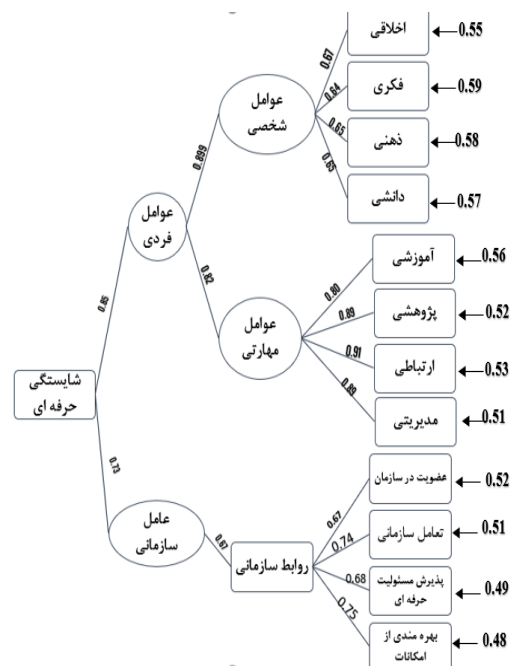 اخلاقی
0.55
0.67
فکری
0.59
0.64
ذهنی
0.58
0.65
دانشی
0.57
0.65
عوامل
شخصی
0.899
عوامل
فردی
0.85
0.82
عوامل
مهارتی
آموزشی
0.56
0.80
پژوهشی
0.52
0.89
ارتباطی
0.53
0.91
مدیریتی
0.51
0.89
شایستگی
حرفه ای
0.73
عامل
سازمانی
0.87
روابط سازمانی
عضویت در سازمان
0.52
0.67
تعامل سازمانی
0.51
0.74
پذیرش مسئولیت
حرفه ای
0.49
0.68
بهره مندی از
امکانات
0.48
0.75